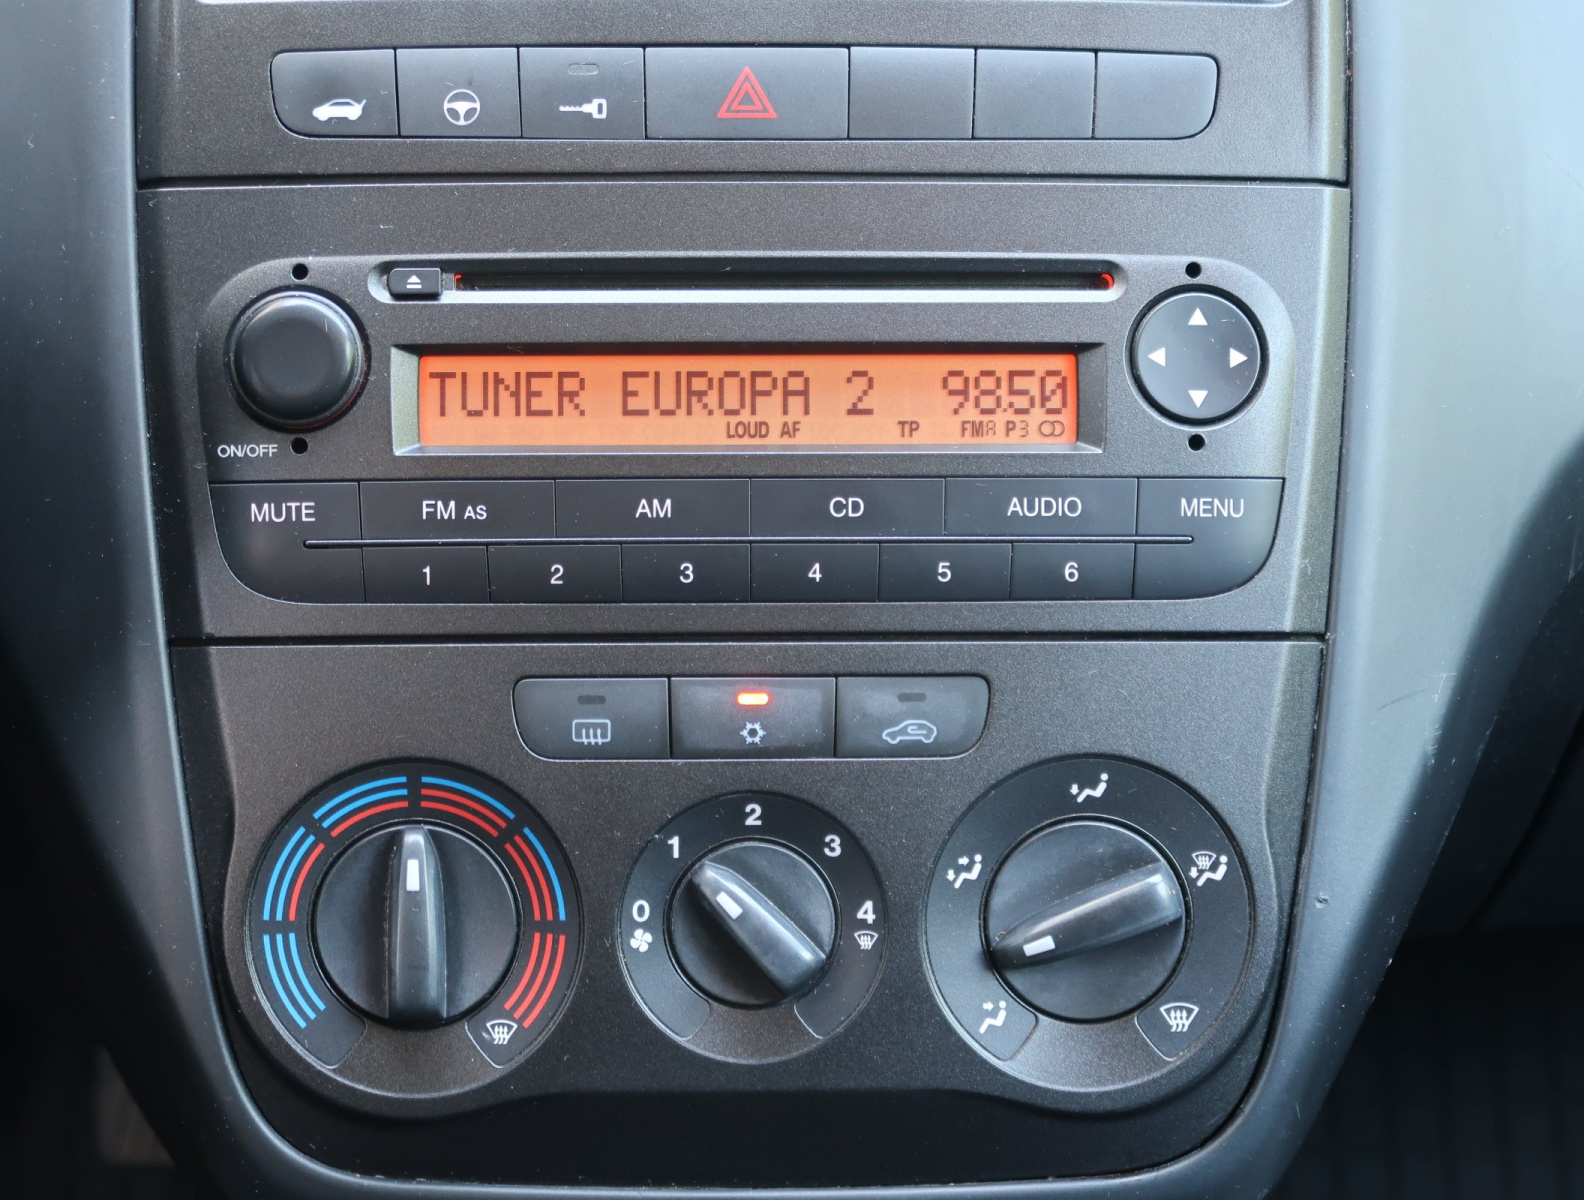 TUNER EUROPA 2 98.50
LOUD AF TP FMA P3
ON/OFF
MUTE FM AS AM CD AUDIO MENU
1 2 3 4 5 6
0 1 2 3 4